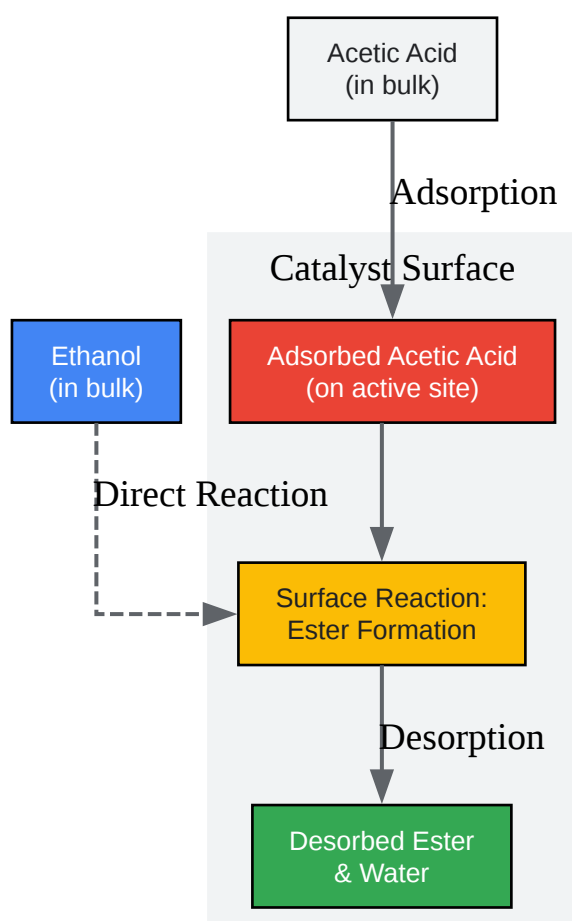 Acetic Acid
(in bulk)
Adsorption
Catalyst Surface
Ethanol
(in bulk)
Adsorbed Acetic Acid
(on active site)
Direct Reaction
Surface Reaction:
Ester Formation
Desorption
Desorbed Ester
& Water